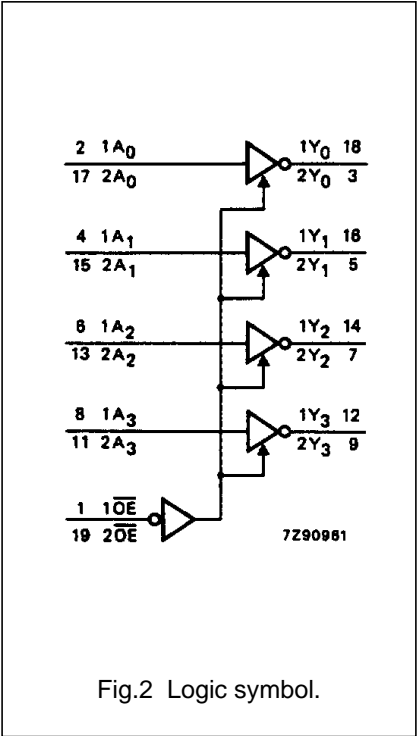 2 1A0 1Y0 18
17 2A0 2Y0 3
4 1A1 1Y1 16
15 2A1 2Y1 5
6 1A2 1Y2 14
13 2A2 2Y2 7
8 1A3 1Y3 12
11 2A3 2Y3 9
1 1O̅E̅
19 2O̅E̅
7Z90961
Fig.2 Logic symbol.